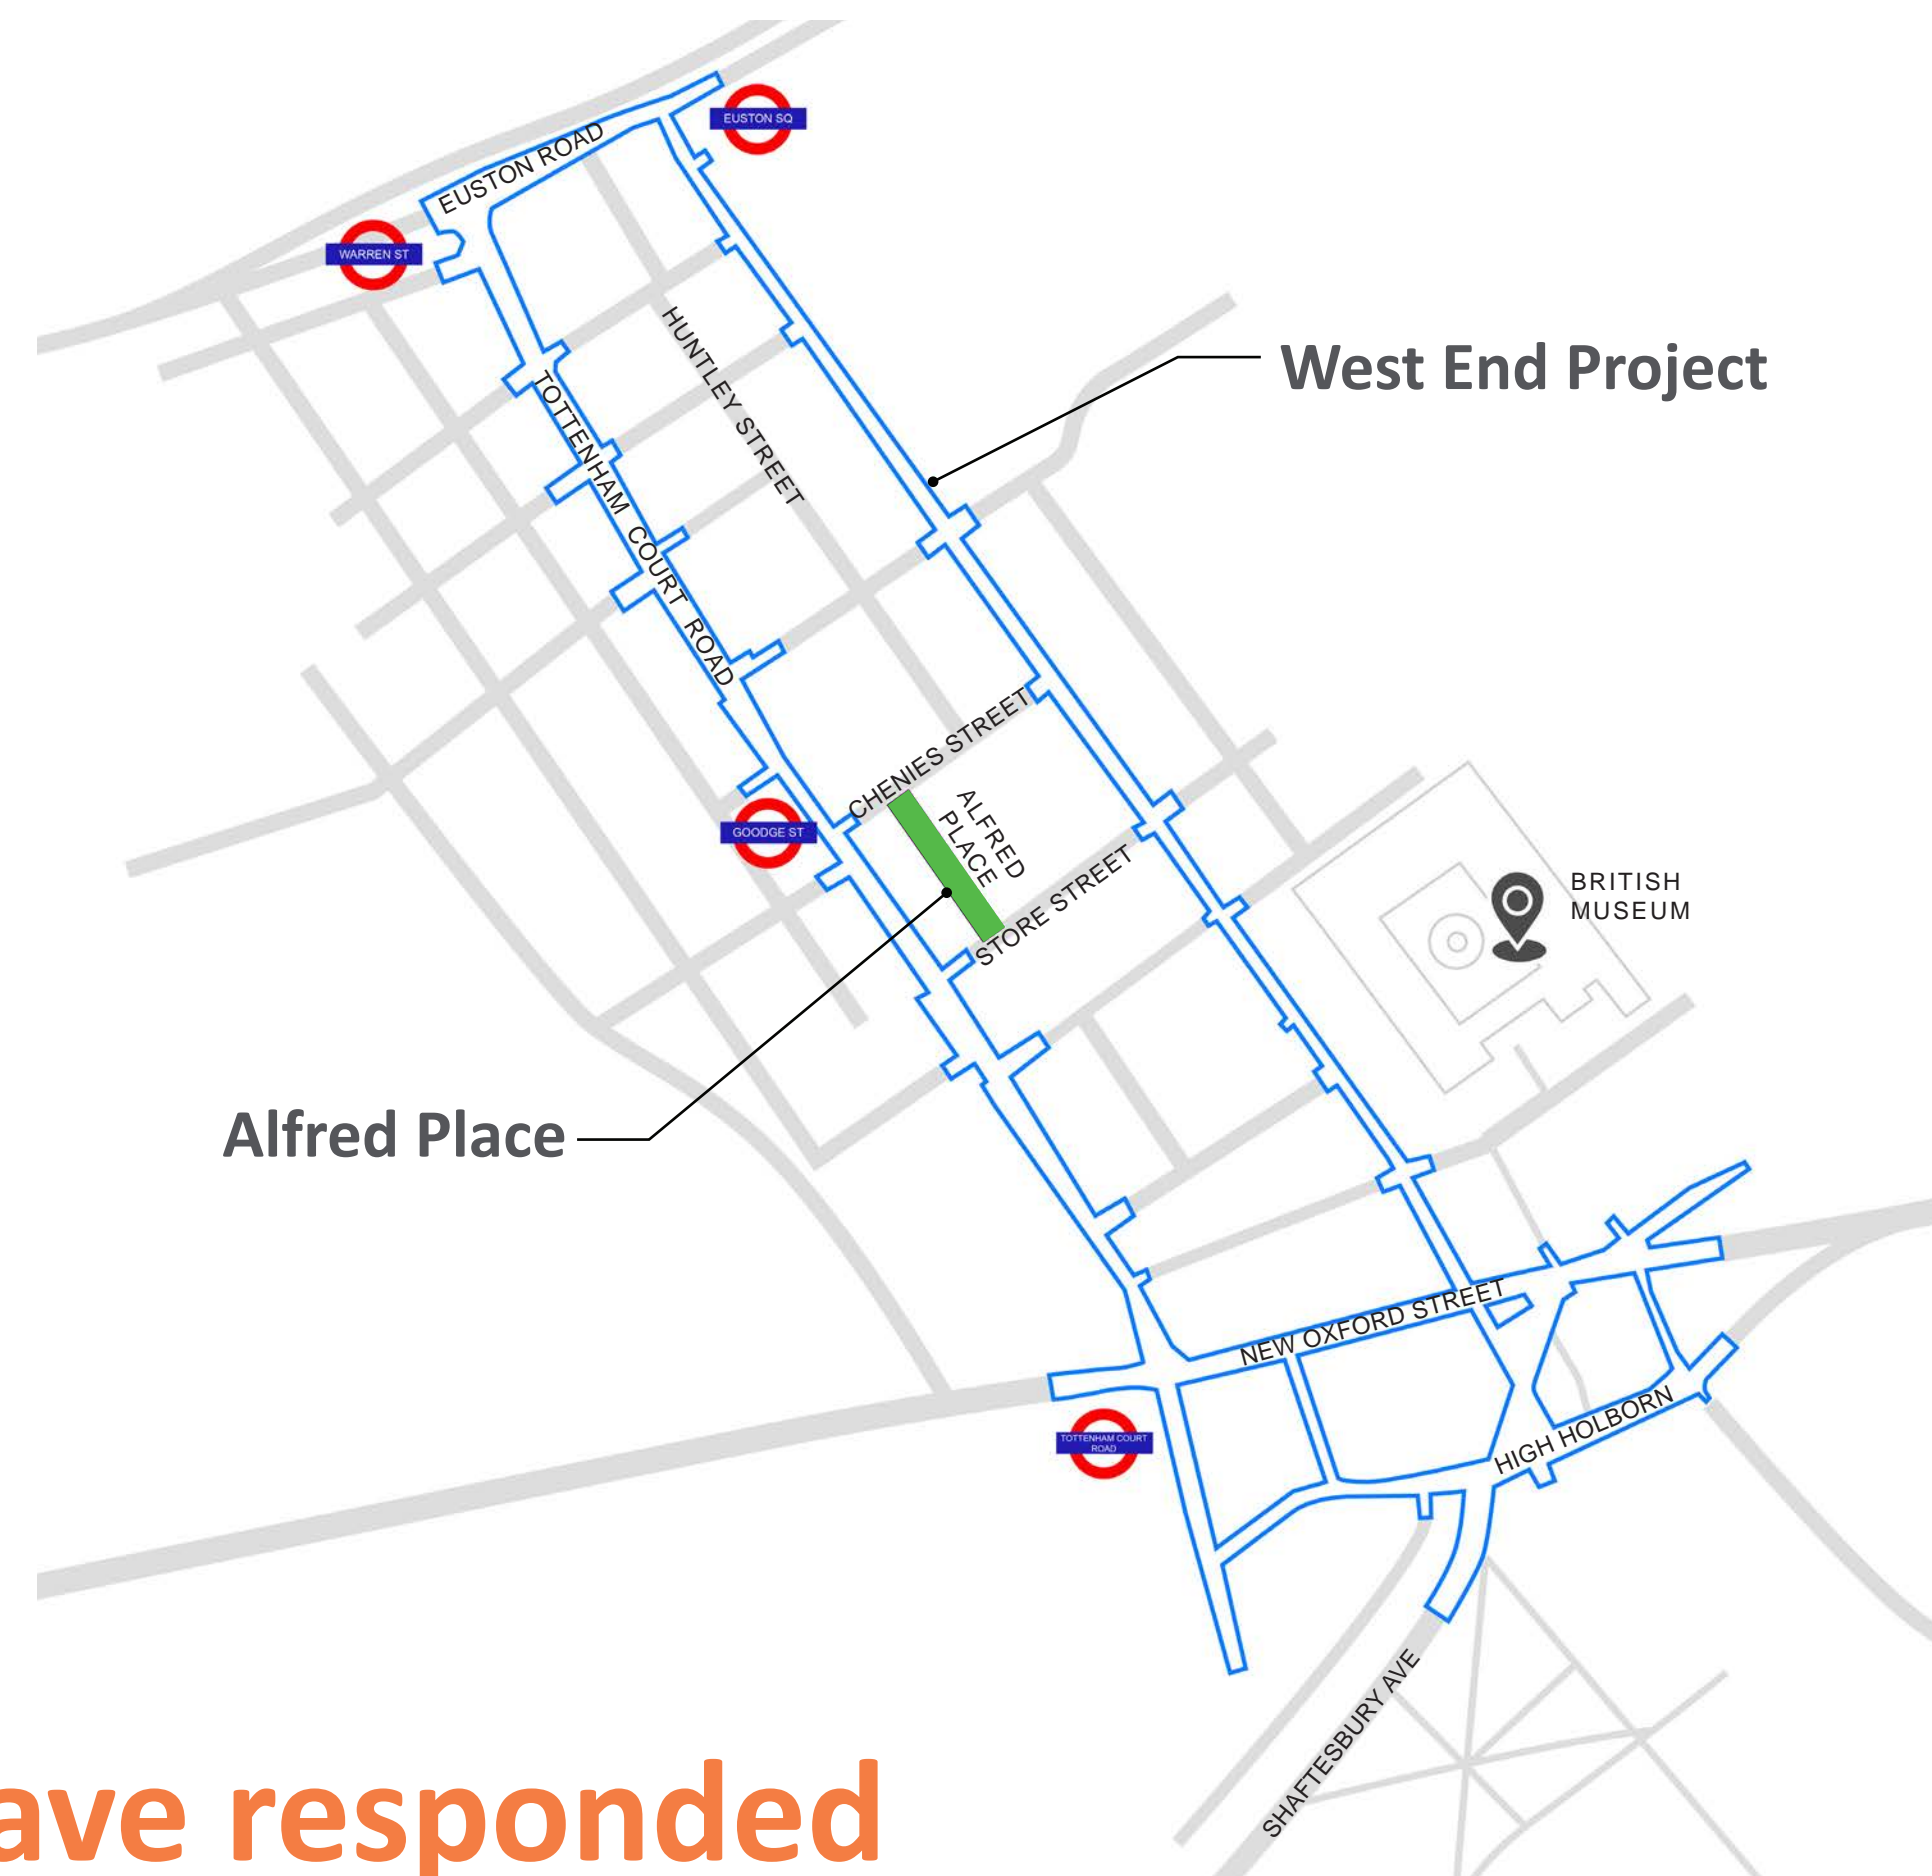 EUSTON SQ
EUSTON ROAD
WARREN ST
HUNTLEY STREET
West End Project
TOTTENHAM COURT ROAD
CHENIES STREET
ALFRED
PLACE
GOODGE ST
STORE STREET
BRITISH
MUSEUM
Alfred Place
NEW OXFORD STREET
HIGH HOLBORN
TOTTENHAM COURT
ROAD
SHAFTESBURY AVE
ave responded